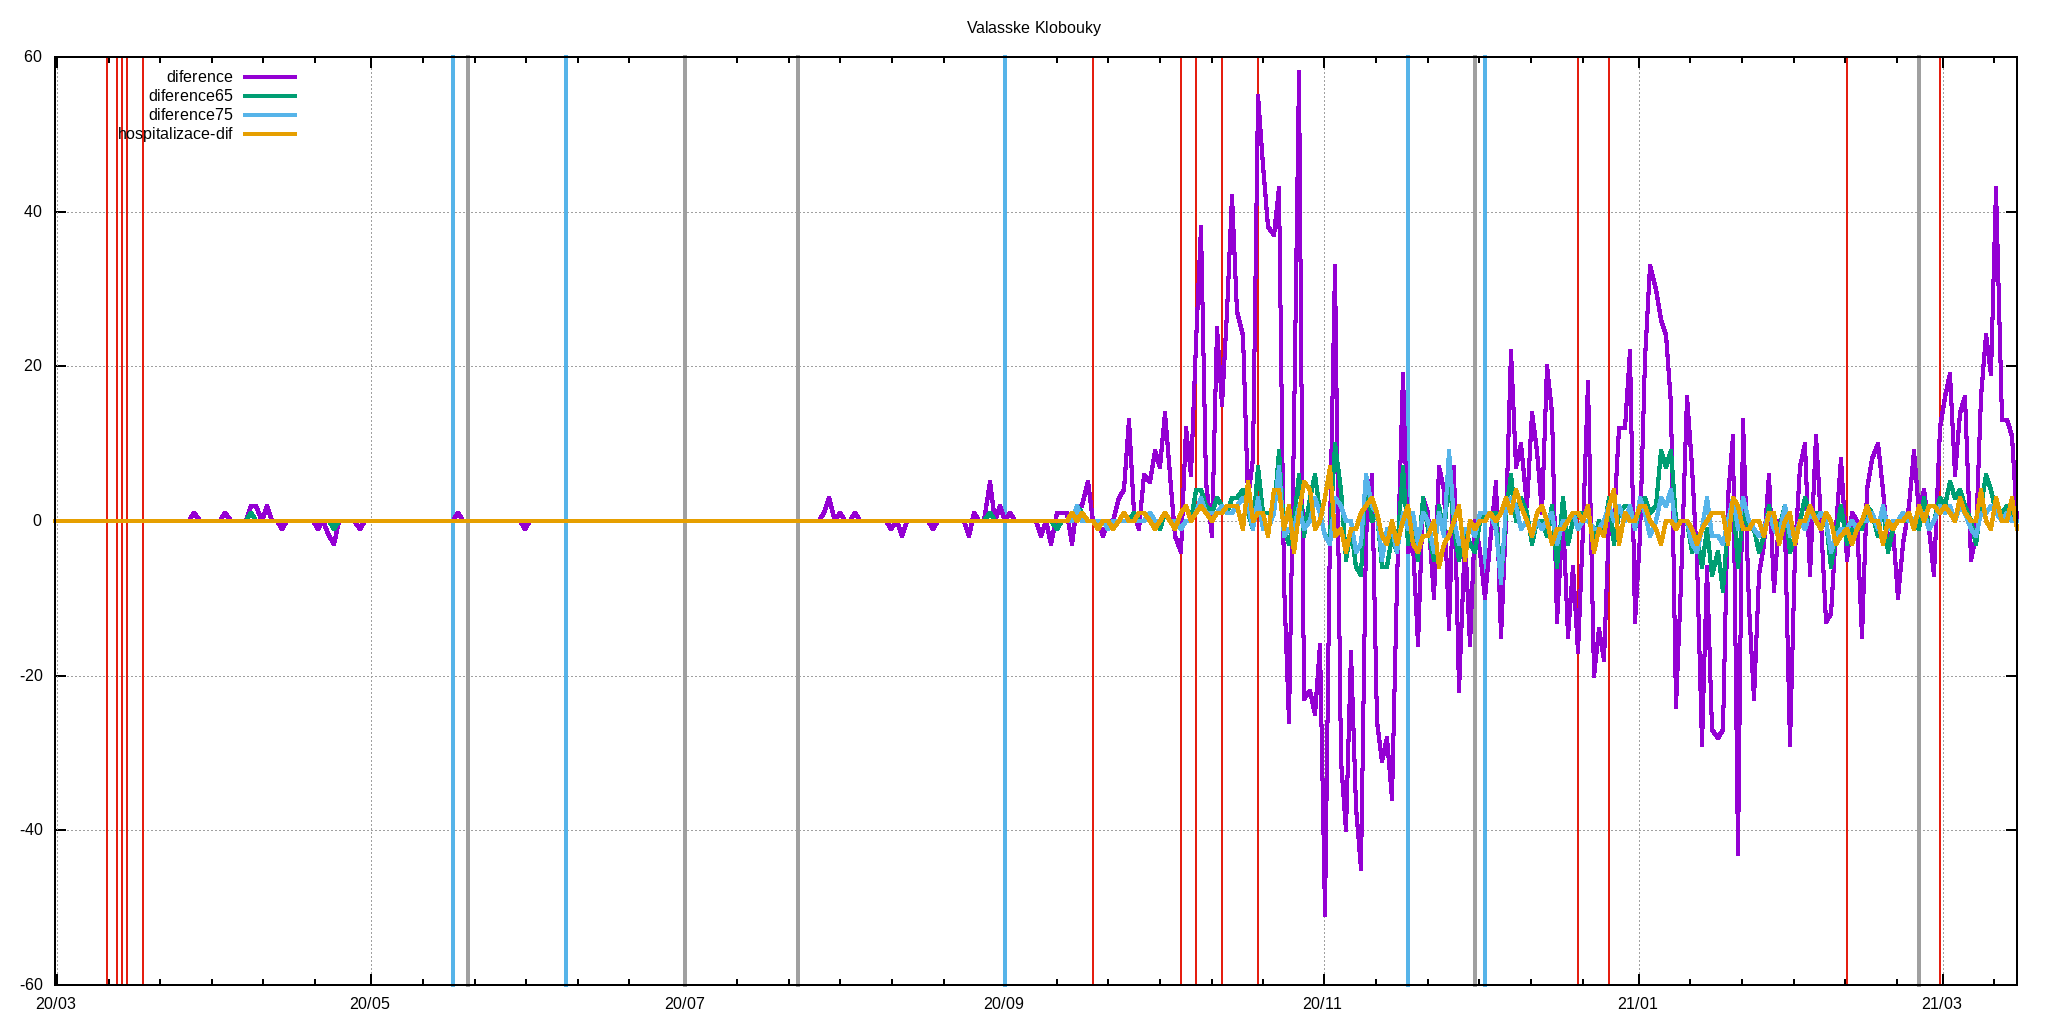 Valasske Klobouky
60
40
20
0
-20
-40
-60
diference
diference65
diference75
hospitalizace-dif
20/03 20/05 20/07 20/09 20/11 21/01 21/03